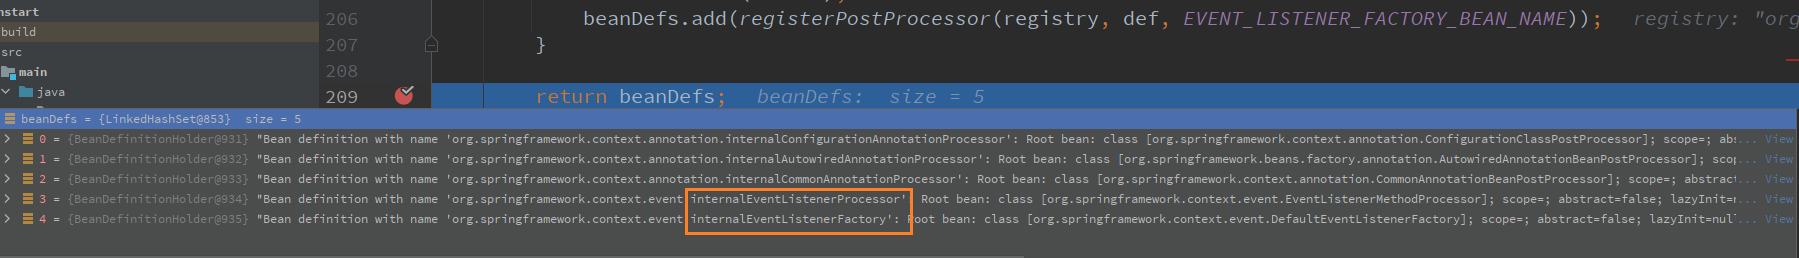 nstart
build
src
main
java
206 beanDefs.add(registerPostProcessor(registry, def, EVENT_LISTENER_FACTORY_BEAN_NAME)); registry: "org
207 }
208
209 return beanDefs; beanDefs: size = 5
beanDefs = {LinkedHashSet@853} size = 5
0 = {BeanDefinitionHolder@931} "Bean definition with name 'org.springframework.context.annotation.internalConfigurationAnnotationProcessor': Root bean: class [org.springframework.context.annotation.ConfigurationClassPostProcessor]; scope=; abs... View
1 = {BeanDefinitionHolder@932} "Bean definition with name 'org.springframework.context.annotation.internalAutowiredAnnotationProcessor': Root bean: class [org.springframework.beans.factory.annotation.AutowiredAnnotationBeanPostProcessor]; scop... View
2 = {BeanDefinitionHolder@933} "Bean definition with name 'org.springframework.context.annotation.internalCommonAnnotationProcessor': Root bean: class [org.springframework.context.annotation.CommonAnnotationBeanPostProcessor]; scope=; abstract... View
3 = {BeanDefinitionHolder@934} "Bean definition with name 'org.springframework.context.event.internalEventListenerProcessor': Root bean: class [org.springframework.context.event.EventListenerMethodProcessor]; scope=; abstract=false; lazyInit=n... View
4 = {BeanDefinitionHolder@935} "Bean definition with name 'org.springframework.context.event.internalEventListenerFactory': Root bean: class [org.springframework.context.event.DefaultEventListenerFactory]; scope=; abstract=false; lazyInit=nul... View